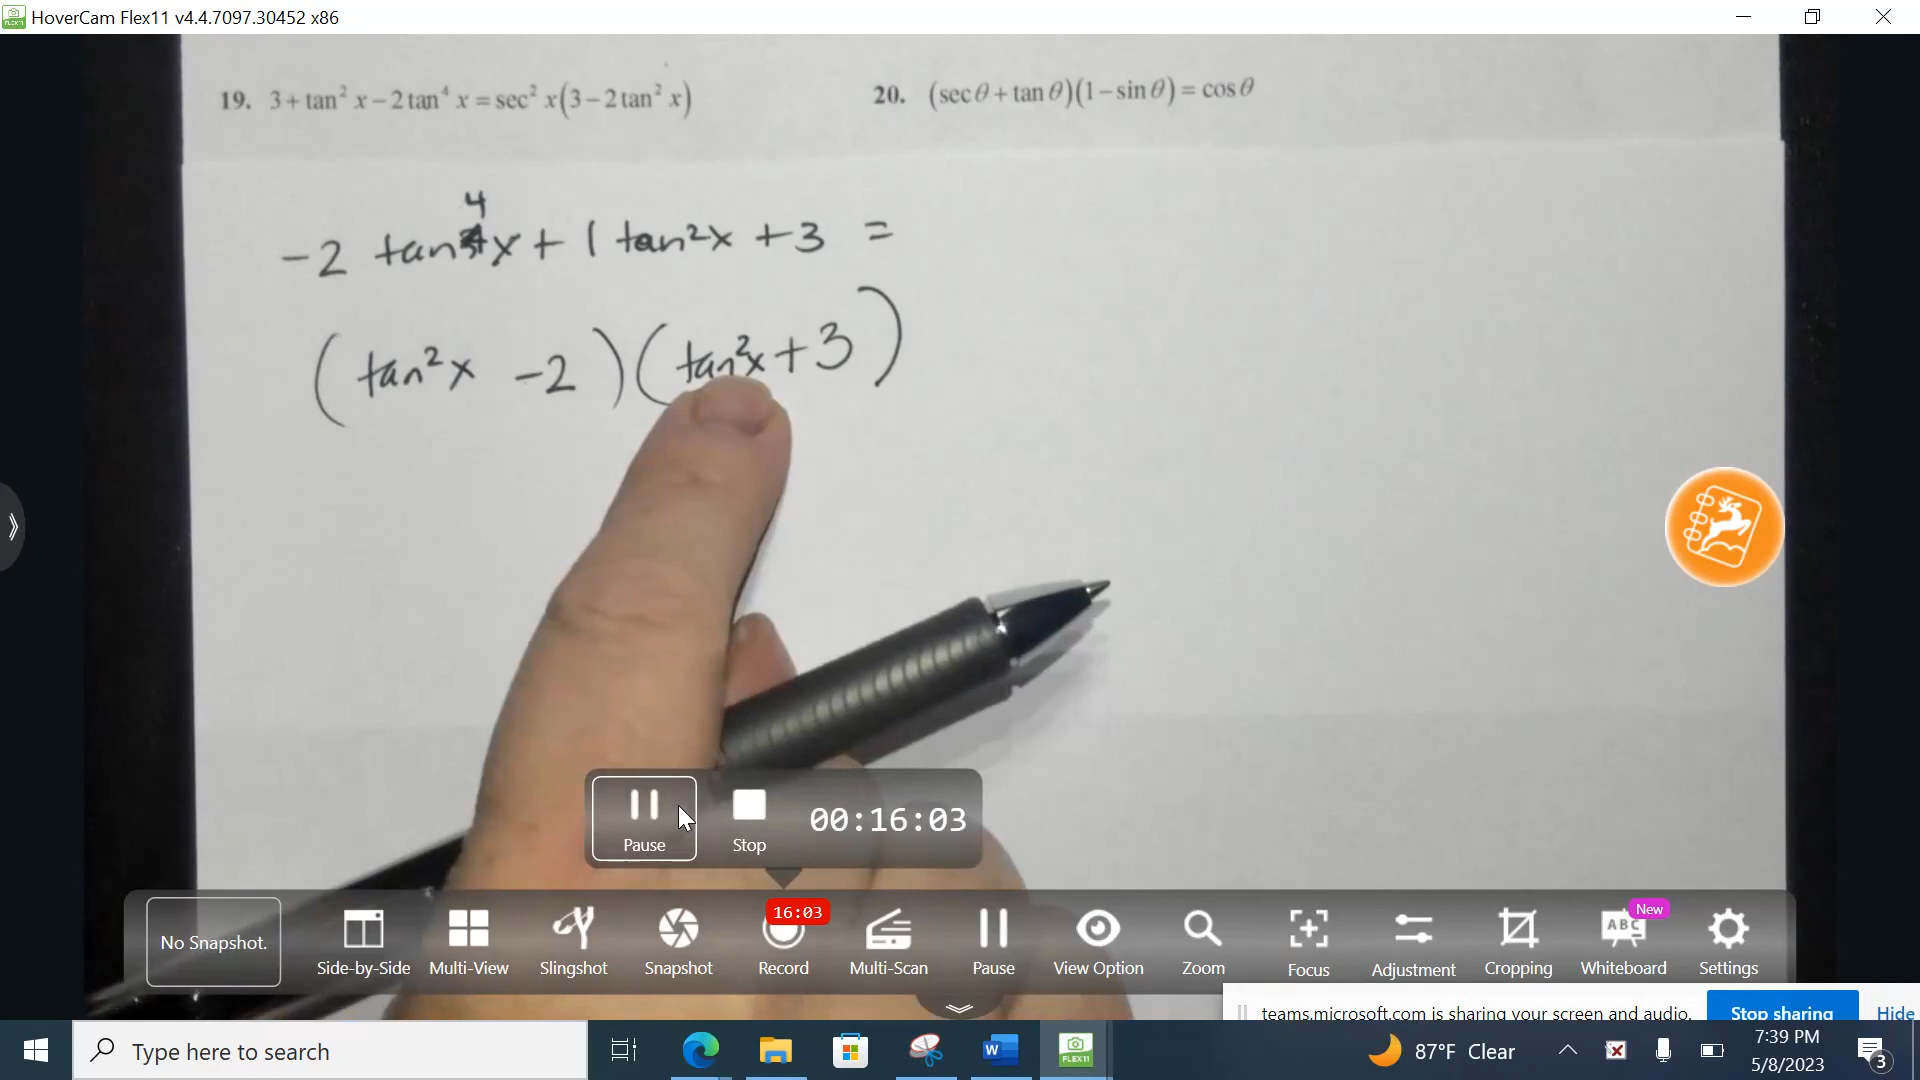 HoverCam Flex11 v4.4.7097.30452 x86
19. 3 + tan² x − 2 tan⁴ x = sec² x(3 − 2 tan² x)
20. (sec θ + tan θ)(1 − sin θ) = cos θ
-2 tan⁴x + 1 tan²x + 3 =
(tan²x -2)(tan²x + 3)
Pause
Stop
00:16:03
16:03
No Snapshot.
Side-by-Side
Multi-View
Slingshot
Snapshot
Record
Multi-Scan
Pause
View Option
Zoom
Focus
Adjustment
Cropping
ABC
New
Whiteboard
Settings
teams.microsoft.com is sharing your screen and audio.
Stop sharing
Hide
Type here to search
W
FLEX11
87°F Clear
7:39 PM
5/8/2023
3